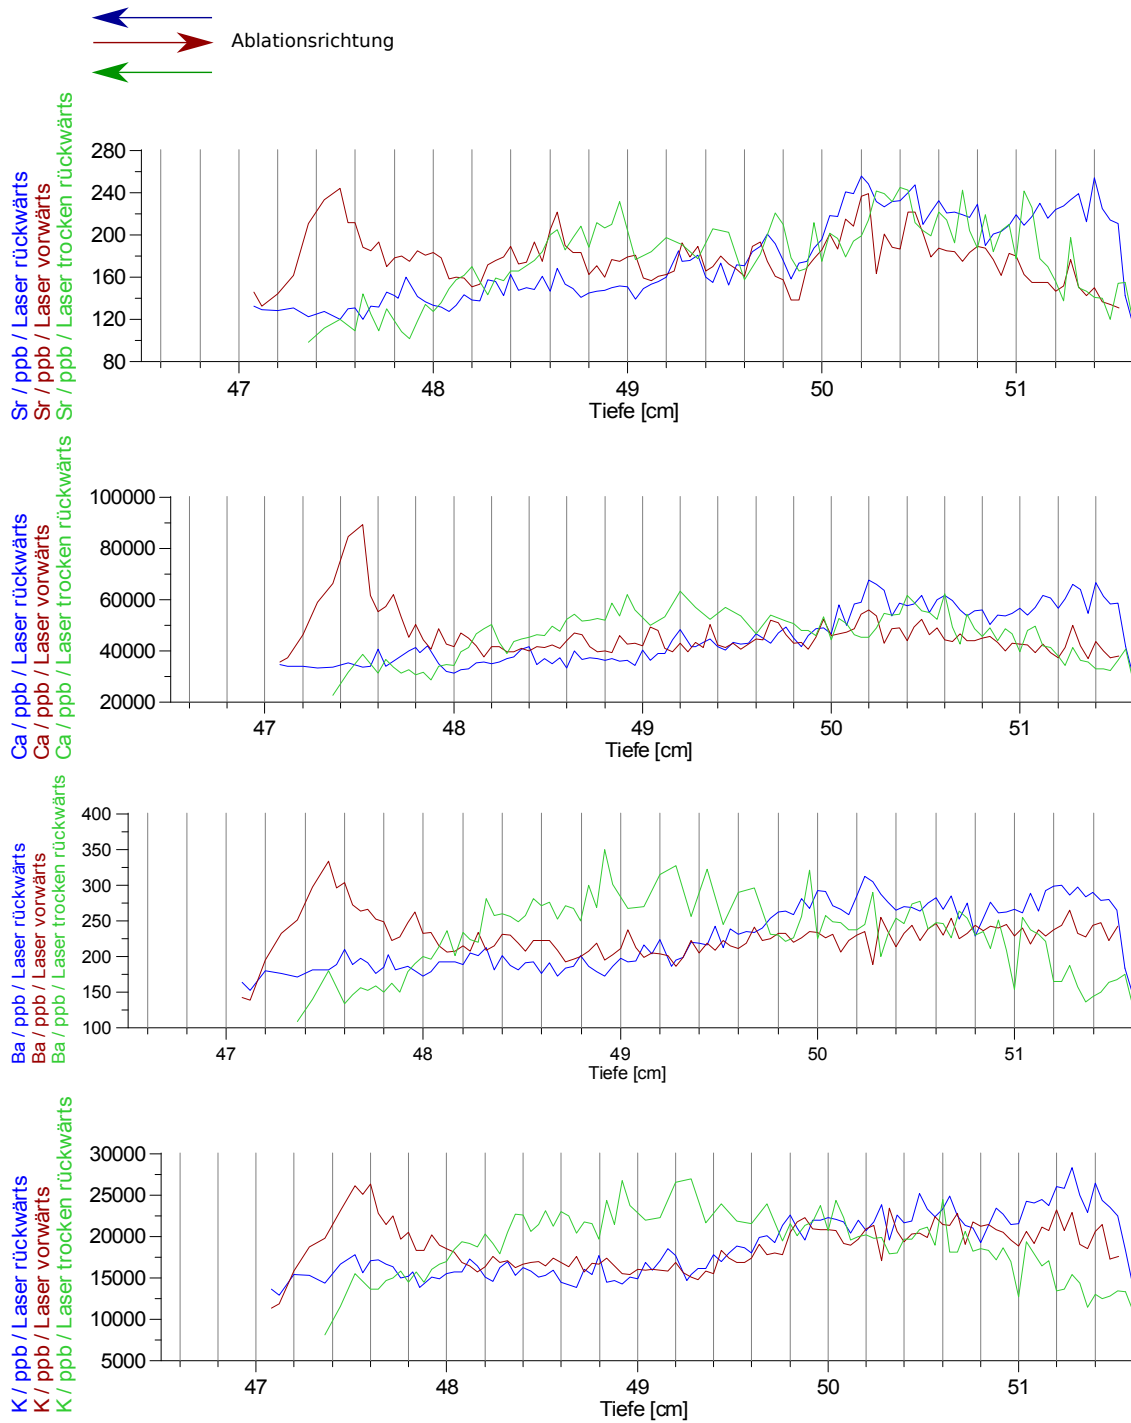 Ablationsrichtung
Sr / ppb / Laser rückwärts
Sr / ppb / Laser vorwärts
Sr / ppb / Laser trocken rückwärts
280
240
200
160
120
80
47 48 49 50 51
Tiefe [cm]
Ca / ppb / Laser rückwärts
Ca / ppb / Laser vorwärts
Ca / ppb / Laser trocken rückwärts
100000
80000
60000
40000
20000
47 48 49 50 51
Tiefe [cm]
Ba / ppb / Laser rückwärts
Ba / ppb / Laser vorwärts
Ba / ppb / Laser trocken rückwärts
400
350
300
250
200
150
100
47 48 49 50 51
Tiefe [cm]
K / ppb / Laser rückwärts
K / ppb / Laser vorwärts
K / ppb / Laser trocken rückwärts
30000
25000
20000
15000
10000
5000
47 48 49 50 51
Tiefe [cm]